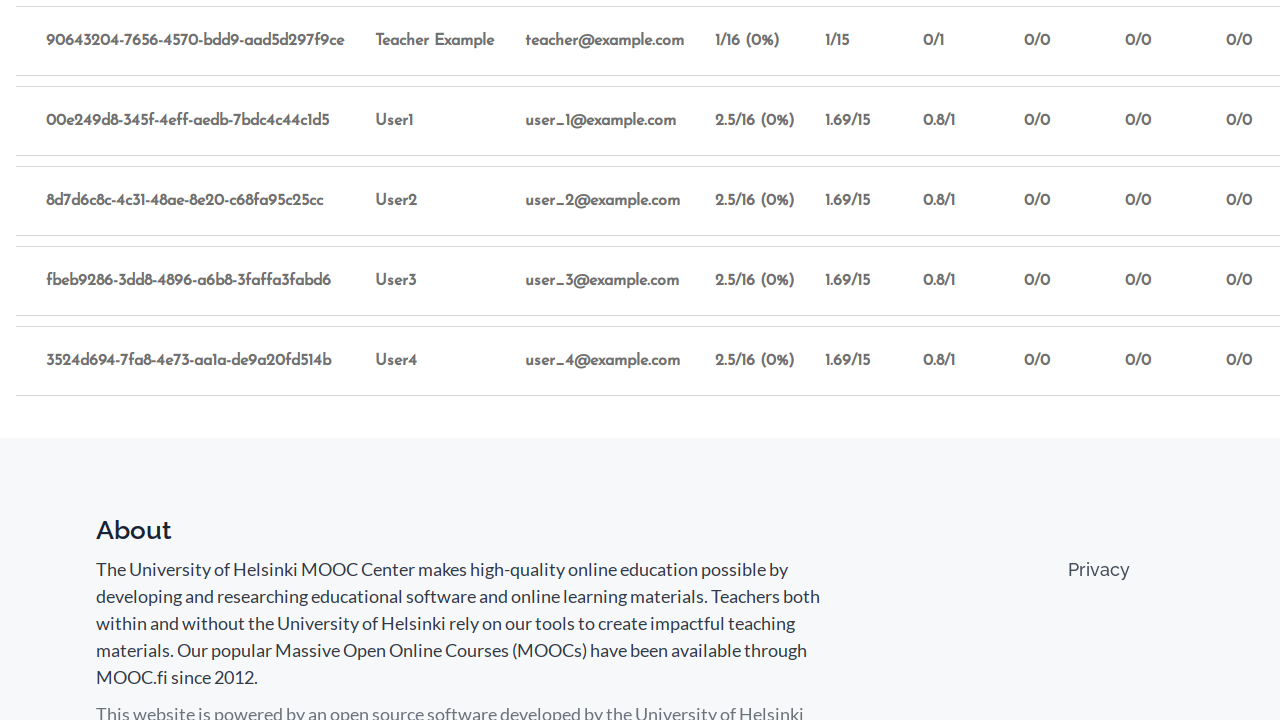 90643204-7656-4570-bdd9-aad5d297f9ce Teacher Example teacher@example.com 1/16 (0%) 1/15 0/1 0/0 0/0 0/0
00e249d8-345f-4eff-aedb-7bdc4c44c1d5 User1 user_1@example.com 2.5/16 (0%) 1.69/15 0.8/1 0/0 0/0 0/0
8d7d6c8c-4c31-48ae-8e20-c68fa95c25cc User2 user_2@example.com 2.5/16 (0%) 1.69/15 0.8/1 0/0 0/0 0/0
fbeb9286-3dd8-4896-a6b8-3faffa3fabd6 User3 user_3@example.com 2.5/16 (0%) 1.69/15 0.8/1 0/0 0/0 0/0
3524d694-7fa8-4e73-aa1a-de9a20fd514b User4 user_4@example.com 2.5/16 (0%) 1.69/15 0.8/1 0/0 0/0 0/0
About
The University of Helsinki MOOC Center makes high-quality online education possible by
developing and researching educational software and online learning materials. Teachers both
within and without the University of Helsinki rely on our tools to create impactful teaching
materials. Our popular Massive Open Online Courses (MOOCs) have been available through
MOOC.fi since 2012.
This website is powered by an open source software developed by the University of Helsinki
Privacy